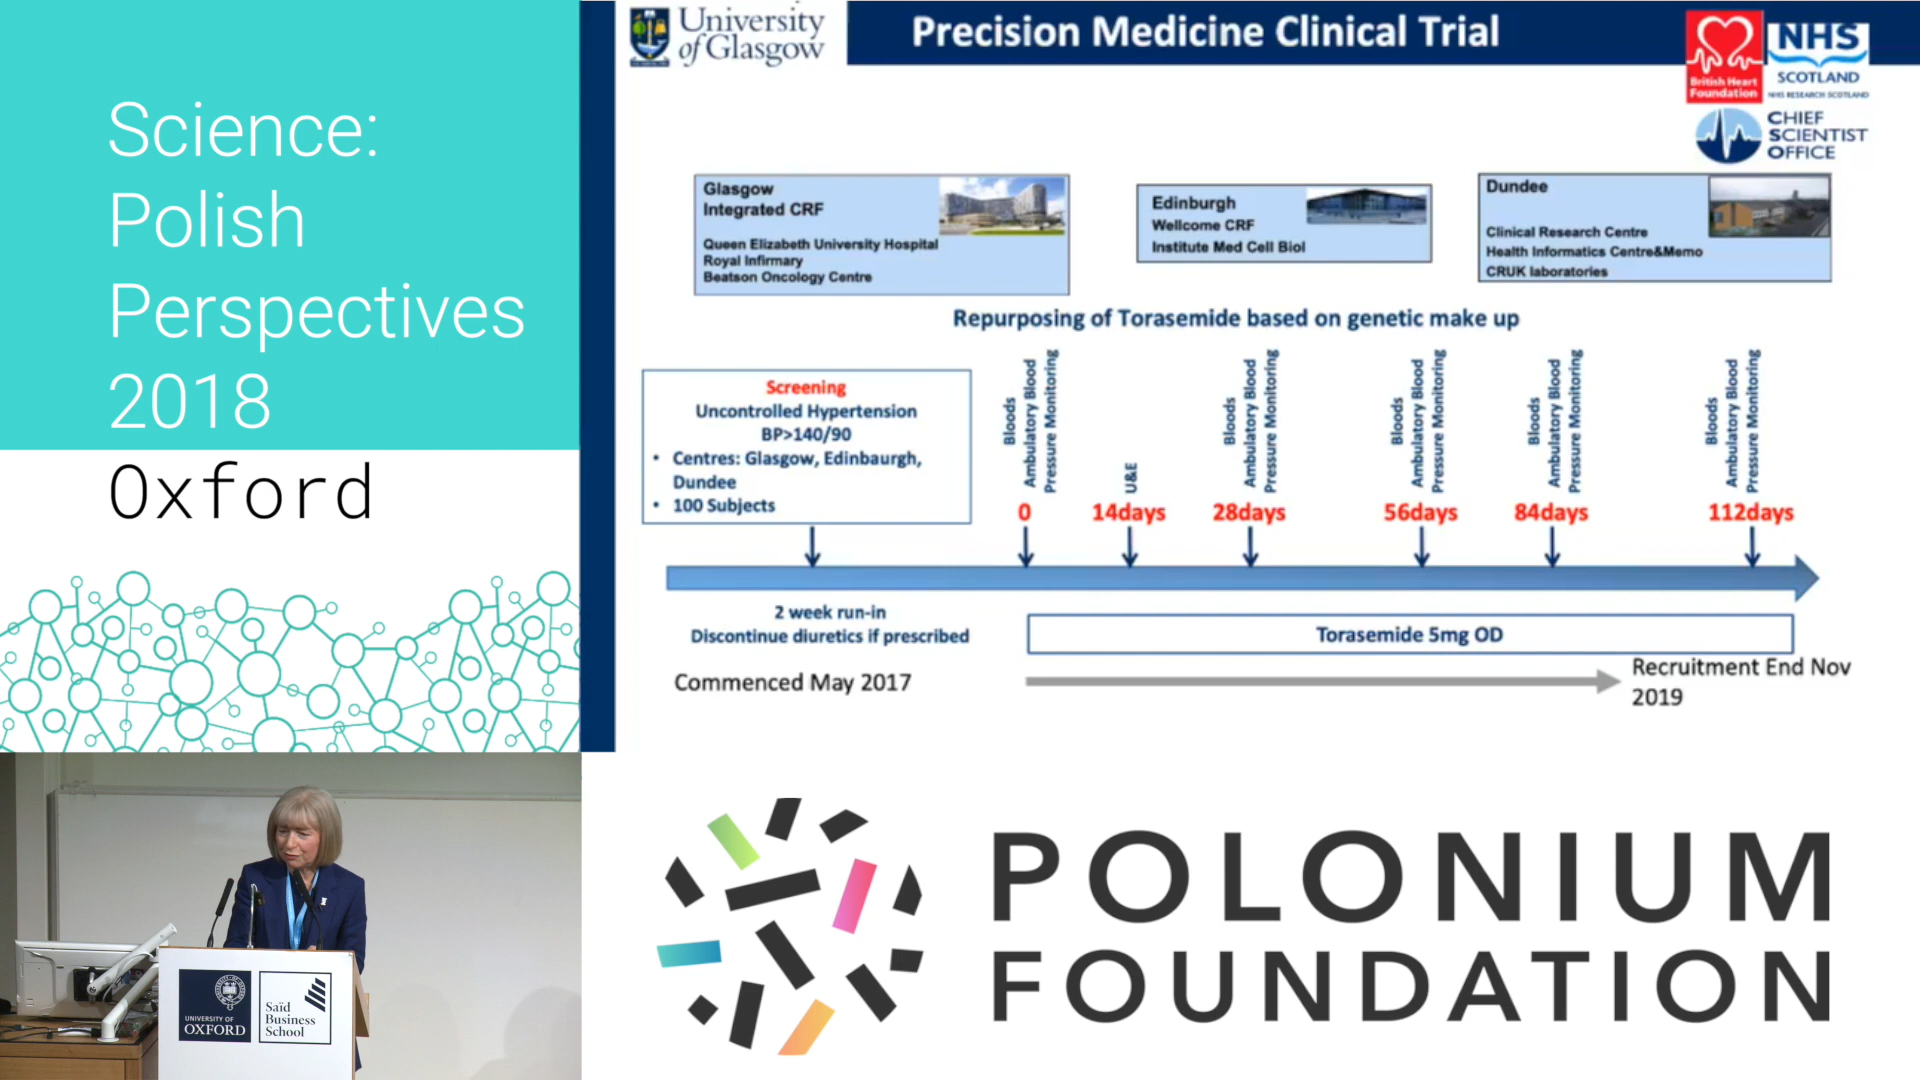 Science:
Polish
Perspectives
2018
Oxford
University
of Glasgow
Precision Medicine Clinical Trial
British Heart
Foundation
NHS
SCOTLAND
NHS RESEARCH SCOTLAND
CHIEF
SCIENTIST
OFFICE
Glasgow
Integrated CRF
Queen Elizabeth University Hospital
Royal Infirmary
Beatson Oncology Centre
Edinburgh
Wellcome CRF
Institute Med Cell Biol
Dundee
Clinical Research Centre
Health Informatics Centre&Memo
CRUK laboratories
Repurposing of Torasemide based on genetic make up
Screening
Uncontrolled Hypertension
BP>140/90
• Centres: Glasgow, Edinbaurgh,
Dundee
• 100 Subjects
Bloods
Ambulatory Blood
Pressure Monitoring
0
U&E
14days
Bloods
Ambulatory Blood
Pressure Monitoring
28days
Bloods
Ambulatory Blood
Pressure Monitoring
56days
Bloods
Ambulatory Blood
Pressure Monitoring
84days
Bloods
Ambulatory Blood
Pressure Monitoring
112days
2 week run-in
Discontinue diuretics if prescribed
Torasemide 5mg OD
Commenced May 2017
Recruitment End Nov
2019
UNIVERSITY OF
OXFORD
Saïd
Business
School
POLONIUM
FOUNDATION